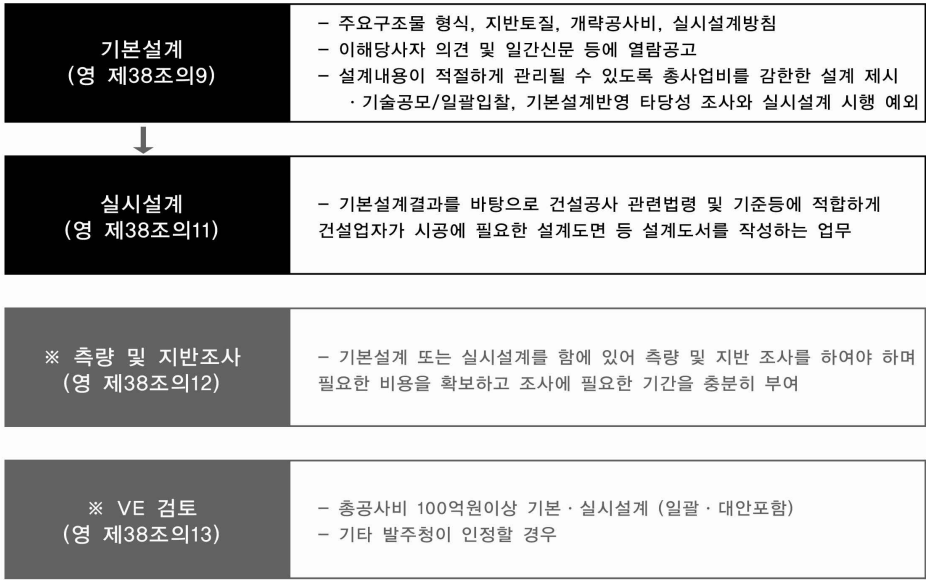 기본설계
(영 제38조의9)
- 주요구조물 형식, 지반토질, 개략공사비, 실시설계방침
- 이해당사자 의견 및 일간신문 등에 열람공고
- 설계내용이 적절하게 관리될 수 있도록 총사업비를 감한한 설계 제시
· 기술공모/일괄입찰, 기본설계반영 타당성 조사와 실시설계 시행 예외
실시설계
(영 제38조의11)
- 기본설계결과를 바탕으로 건설공사 관련법령 및 기준등에 적합하게
건설업자가 시공에 필요한 설계도면 등 설계도서를 작성하는 업무
※ 측량 및 지반조사
(영 제38조의12)
- 기본설계 또는 실시설계를 함에 있어 측량 및 지반 조사를 하여야 하며
필요한 비용을 확보하고 조사에 필요한 기간을 충분히 부여
※ VE 검토
(영 제38조의13)
- 총공사비 100억원이상 기본 · 실시설계 (일괄 · 대안포함)
- 기타 발주청이 인정할 경우